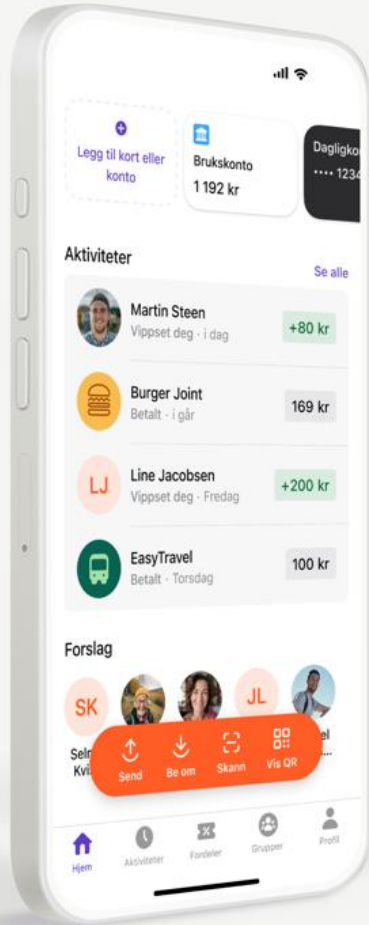 Legg til kort eller
konto
Brukskonto
1 192 kr
Dagligko
•••• 1234
Aktiviteter
Se alle
Martin Steen
Vippset deg · i dag
+80 kr
Burger Joint
Betalt · i går
169 kr
LJ
Line Jacobsen
Vippset deg · Fredag
+200 kr
EasyTravel
Betalt · Torsdag
100 kr
Forslag
SK
JL
Kvi
Send
Be om
Skann
Vis QR
Hjem
Aktiviteter
Fordeler
Grupper
Profil